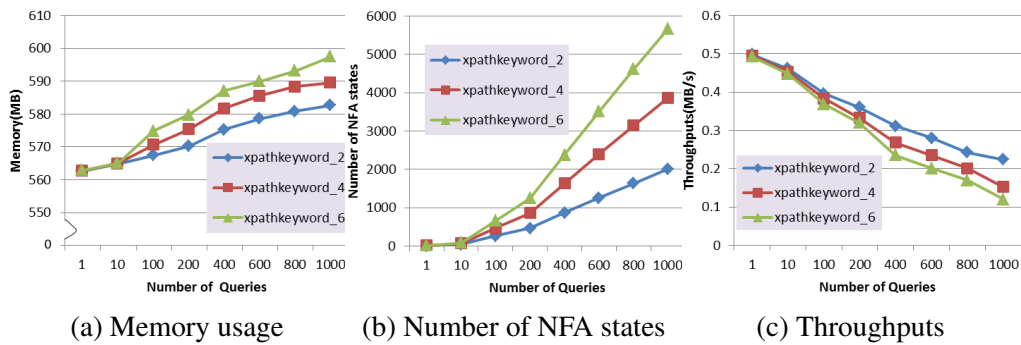 610
600
590
580
570
560
550
0
Memory(MB)
xpathkeyword_2
xpathkeyword_4
xpathkeyword_6
1 10 100 200 400 600 800 1000
Number of Queries
(a) Memory usage
6000
5000
4000
3000
2000
1000
0
Number of NFA states
xpathkeyword_2
xpathkeyword_4
xpathkeyword_6
1 10 100 200 400 600 800 1000
Number of Queries
(b) Number of NFA states
0.6
0.5
0.4
0.3
0.2
0.1
0
Throughputs(MB/s)
xpathkeyword_2
xpathkeyword_4
xpathkeyword_6
1 10 100 200 400 600 800 1000
Number of Queries
(c) Throughputs